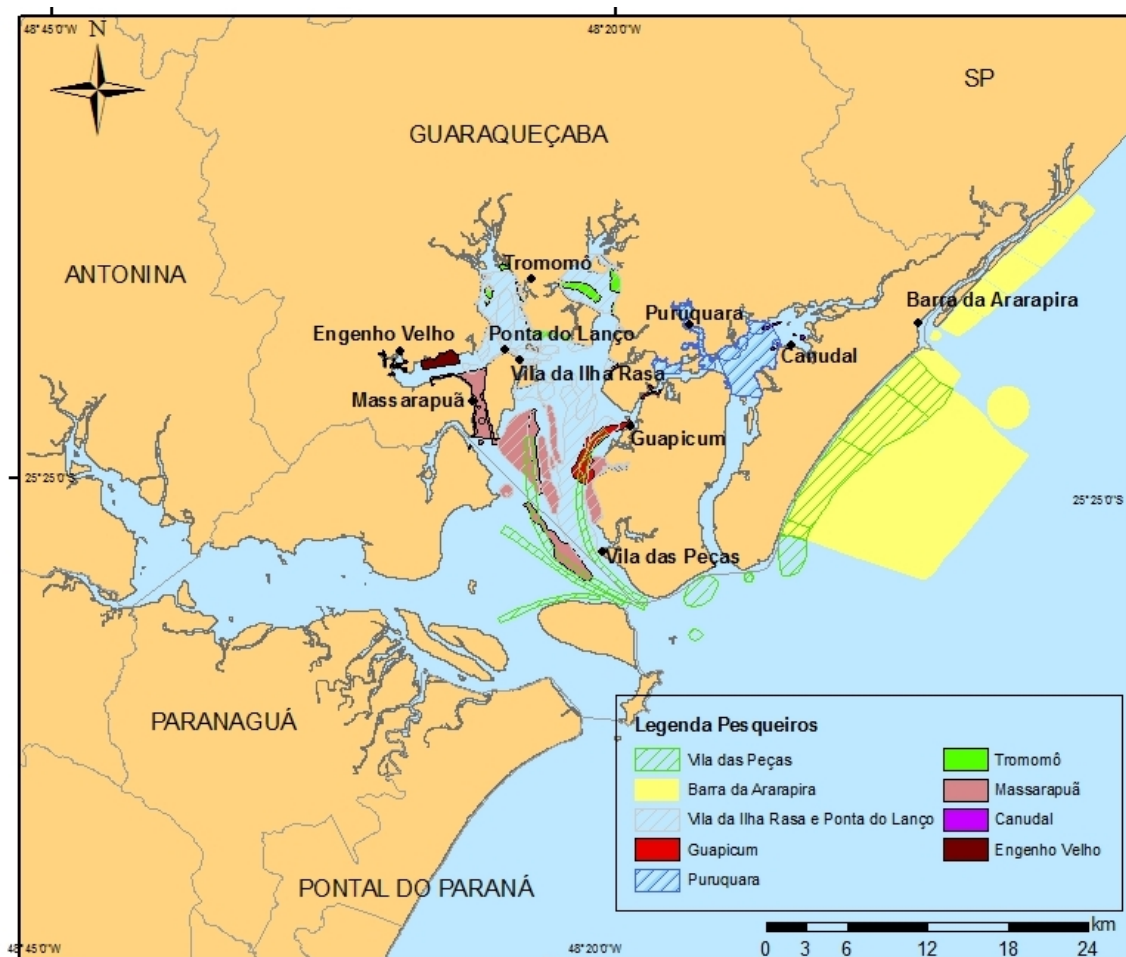 48°45'0"W
48°20'0"W
N
SP
GUARAQUEÇABA
ANTONINA
Tromomô
Barra da Ararapira
Puruquara
Engenho Velho
Ponta do Lanço
Canudal
Vila da Ilha Rasa
Massarapuã
Guapicum
25°25'0"S
25°25'0"S
Vila das Peças
PARANAGUÁ
PONTAL DO PARANÁ
Legenda Pesqueiros
Vila das Peças
Barra da Ararapira
Vila da Ilha Rasa e Ponta do Lanço
Guapicum
Puruquara
Tromomô
Massarapuã
Canudal
Engenho Velho
km
0 3 6 12 18 24
48°45'0"W
48°20'0"W